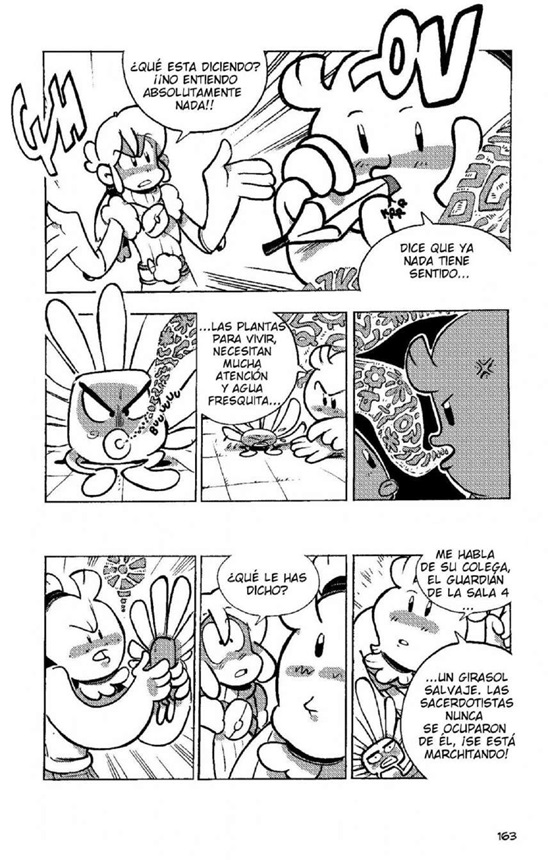 OV
¿QUÉ ESTA DICIENDO?
¡¡NO ENTIENDO
ABSOLUTAMENTE
NADA!!
DICE QUE YA
NADA TIENE
SENTIDO...
BUUUUUU
...LAS PLANTAS
PARA VIVIR,
NECESITAN
MUCHA
ATENCIÓN
Y AGUA
FRESQUITA...
¿QUÉ LE HAS
DICHO?
ME HABLA
DE SU COLEGA,
EL GUARDIÁN
DE LA SALA 4
...
...UN GIRASOL
SALVAJE. LAS
SACERDOTISTAS
NUNCA
SE OCUPARON
DE ÉL, ¡SE ESTÁ
MARCHITANDO!
163